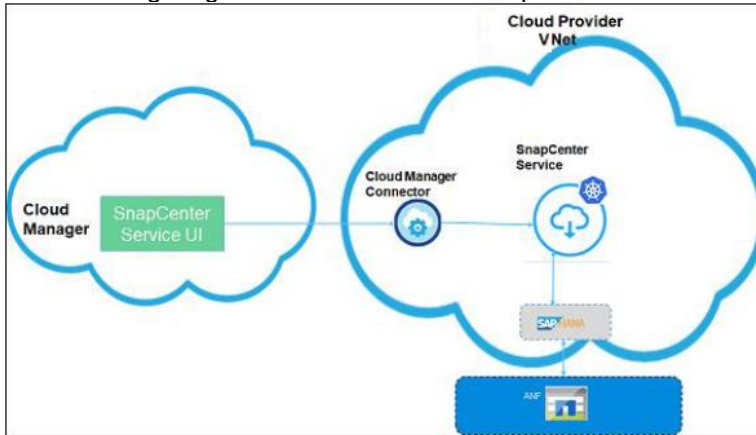 Cloud Provider
VNet
SnapCenter
Service
Cloud Manager
Connector
Cloud
Manager
SnapCenter
Service UI
SAP HANA
ANF